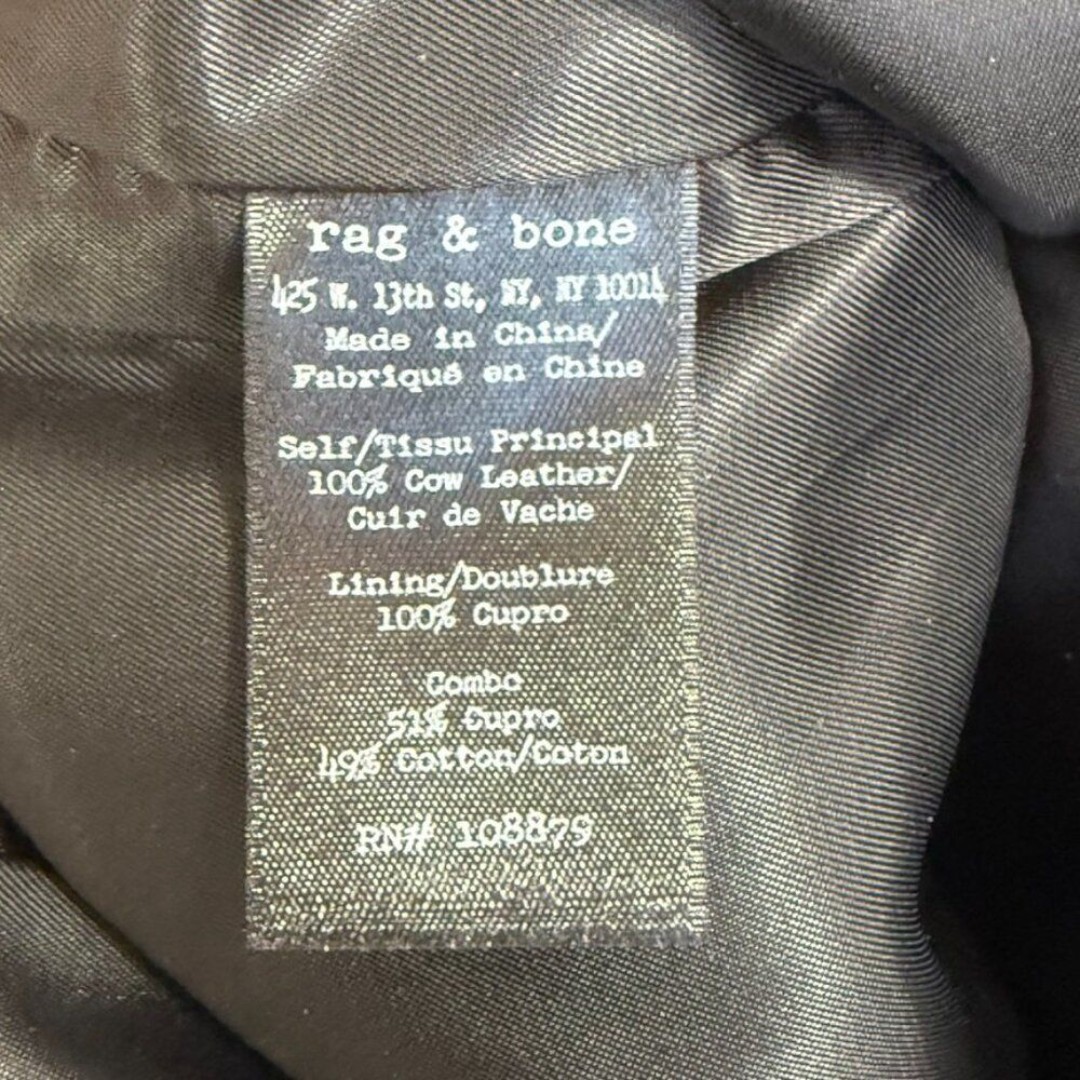 rag & bone
425 W. 13th St, NY, NY 10014
Made in China/
Fabriqué en Chine
Self/Tissu Principal
100% Cow Leather/
Cuir de Vache
Lining/Doublure
100% Cupro
Combo
51% Cupro
49% Cotton/Coton
RN# 108879